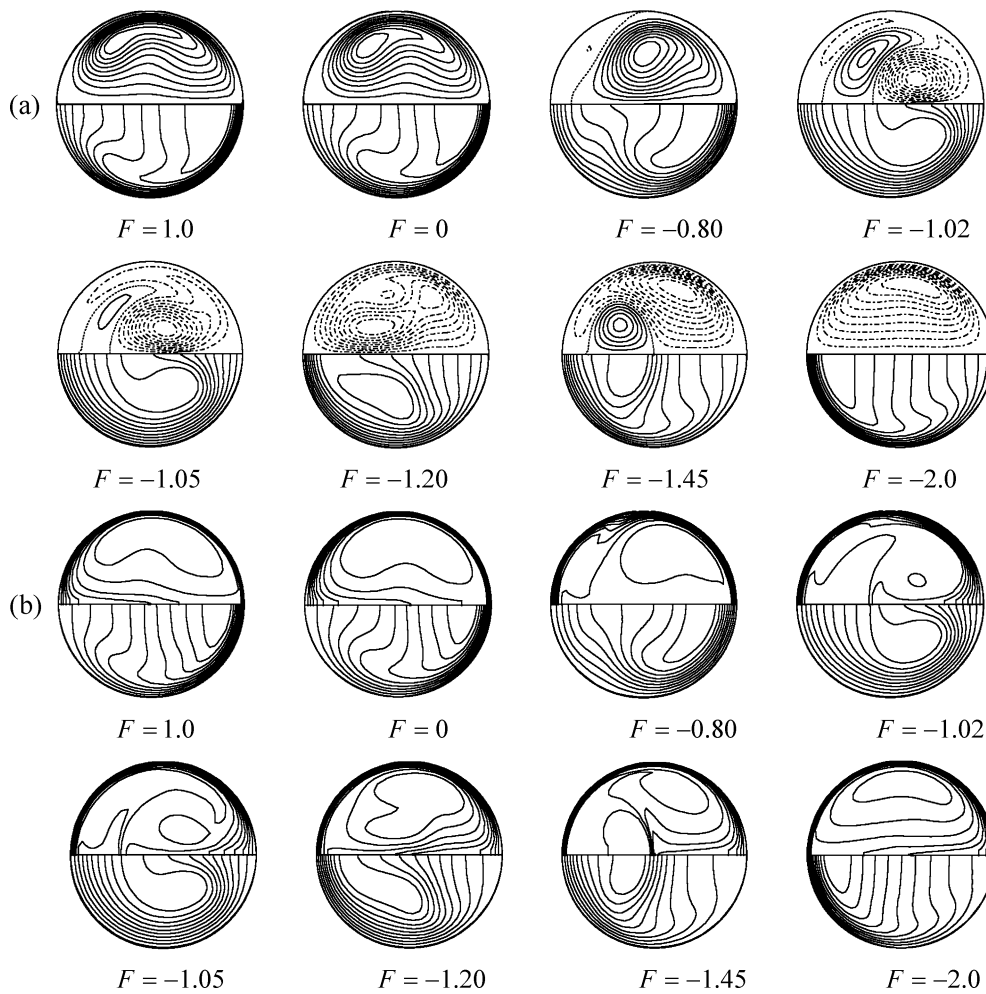 (a)
F = 1.0 F = 0 F = −0.80 F = −1.02
F = −1.05 F = −1.20 F = −1.45 F = −2.0
(b)
F = 1.0 F = 0 F = −0.80 F = −1.02
F = −1.05 F = −1.20 F = −1.45 F = −2.0